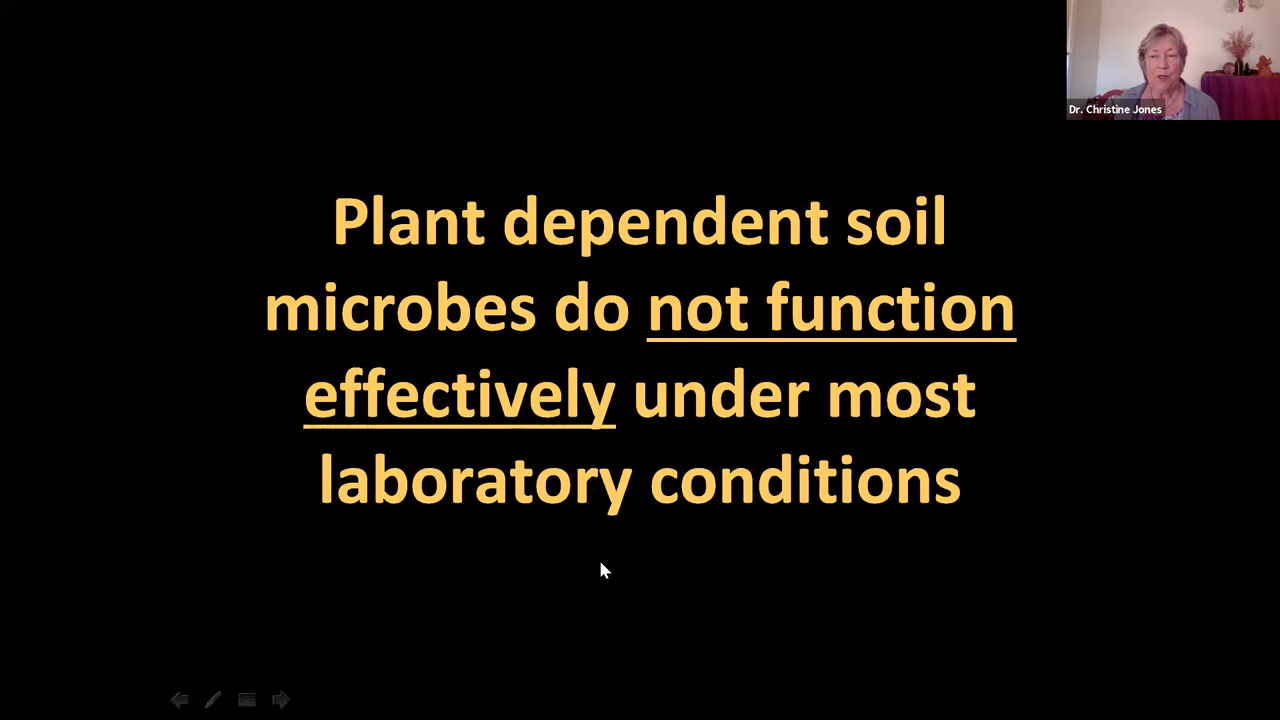 Dr. Christine Jones
Plant dependent soil
microbes do not function
effectively under most
laboratory conditions